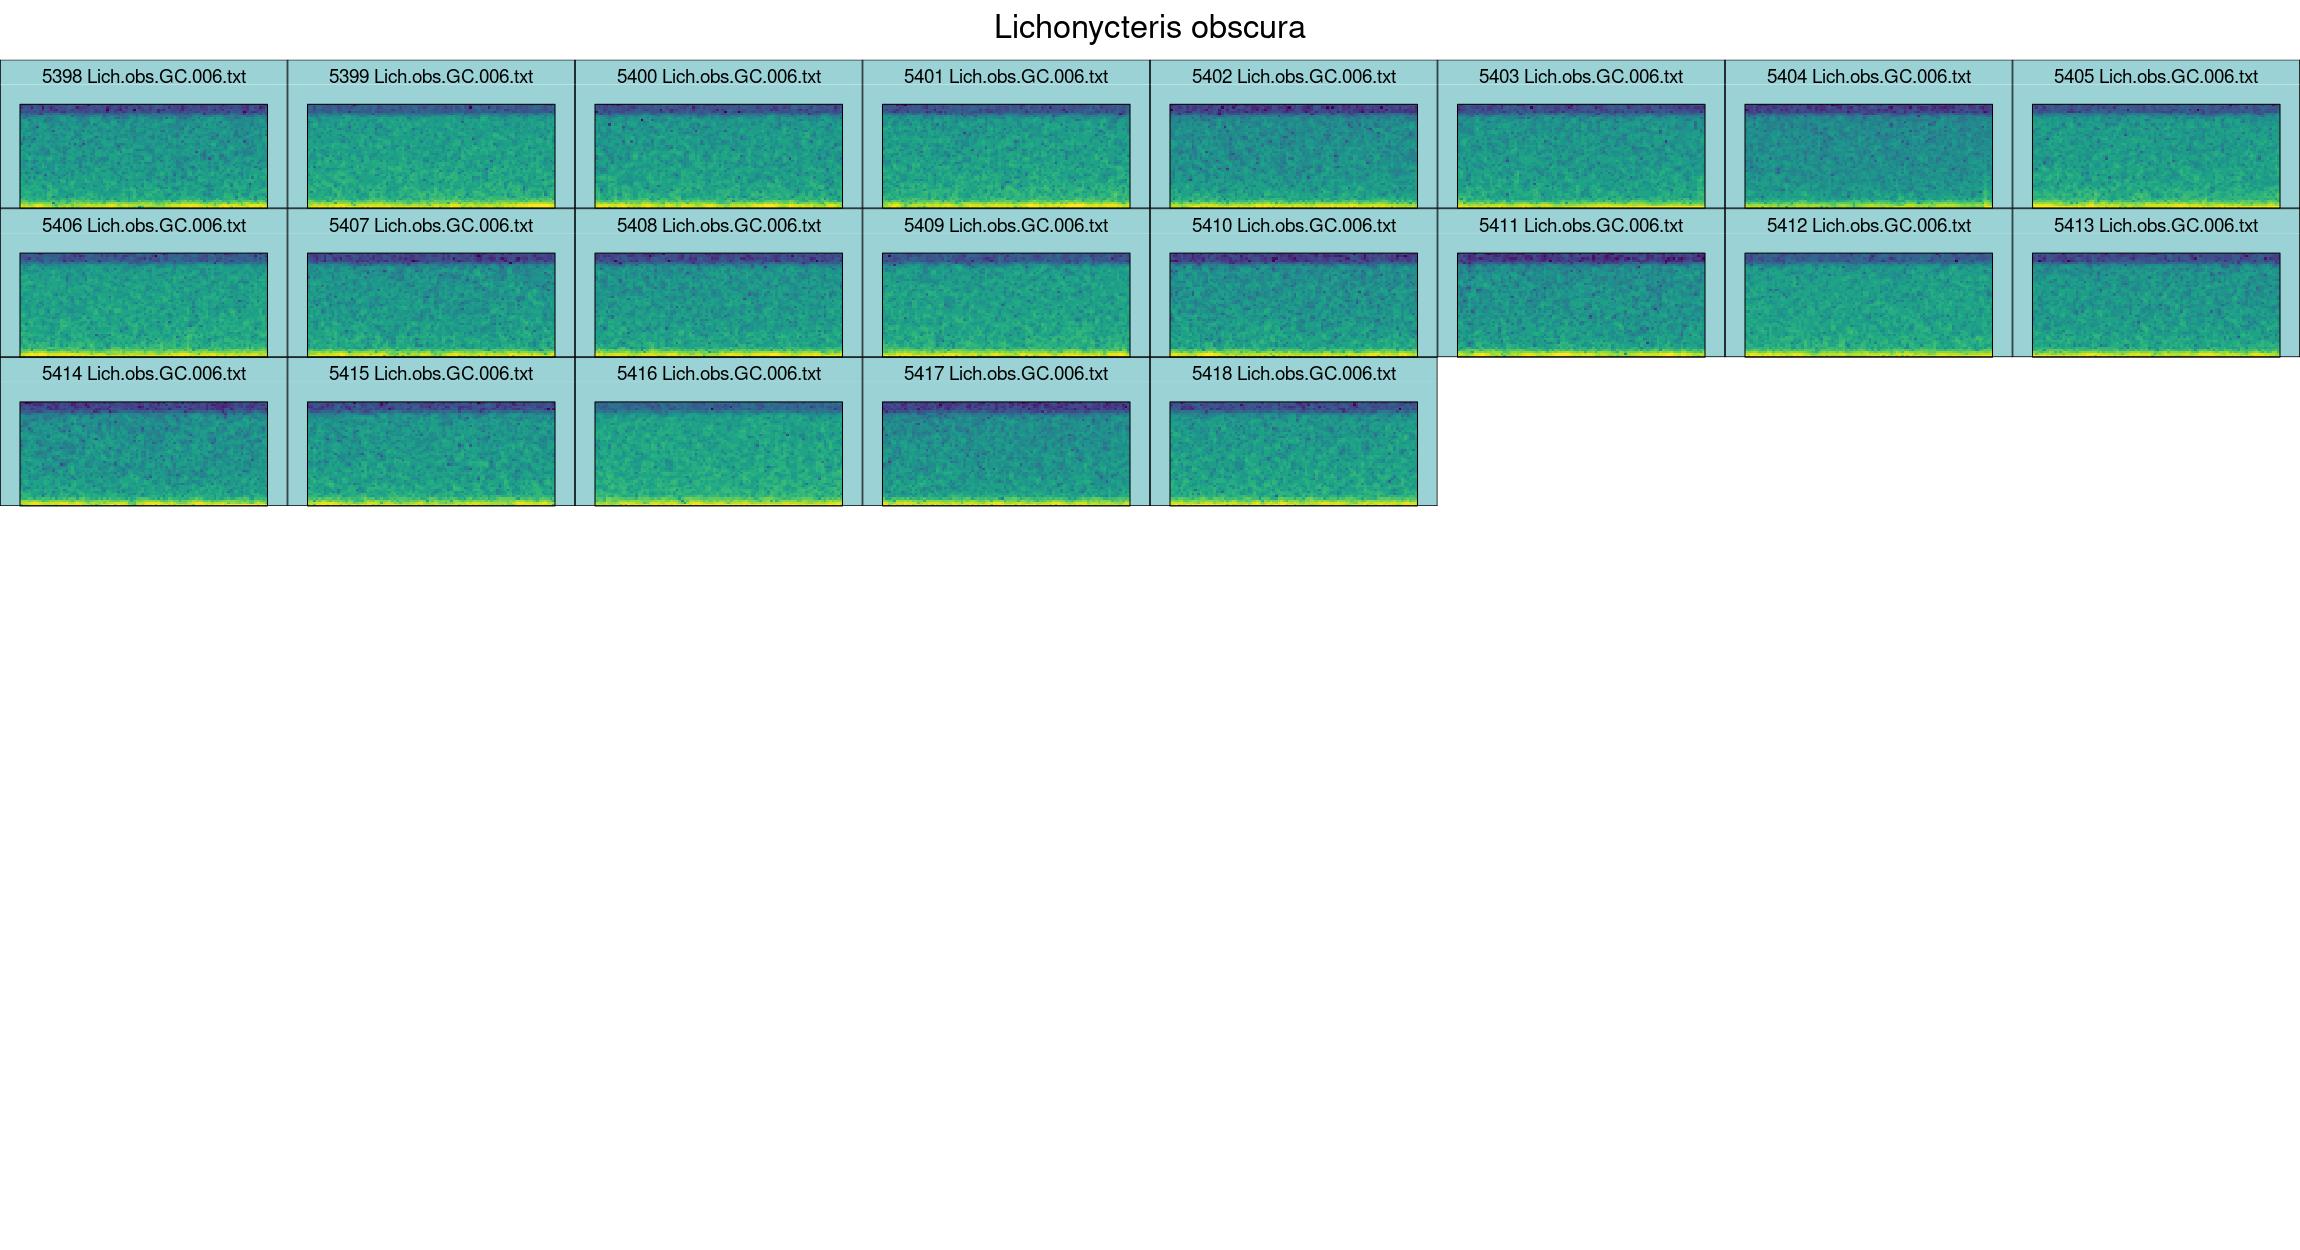 Lichonycteris obscura
5398 Lich.obs.GC.006.txt
5399 Lich.obs.GC.006.txt
5400 Lich.obs.GC.006.txt
5401 Lich.obs.GC.006.txt
5402 Lich.obs.GC.006.txt
5403 Lich.obs.GC.006.txt
5404 Lich.obs.GC.006.txt
5405 Lich.obs.GC.006.txt
5406 Lich.obs.GC.006.txt
5407 Lich.obs.GC.006.txt
5408 Lich.obs.GC.006.txt
5409 Lich.obs.GC.006.txt
5410 Lich.obs.GC.006.txt
5411 Lich.obs.GC.006.txt
5412 Lich.obs.GC.006.txt
5413 Lich.obs.GC.006.txt
5414 Lich.obs.GC.006.txt
5415 Lich.obs.GC.006.txt
5416 Lich.obs.GC.006.txt
5417 Lich.obs.GC.006.txt
5418 Lich.obs.GC.006.txt